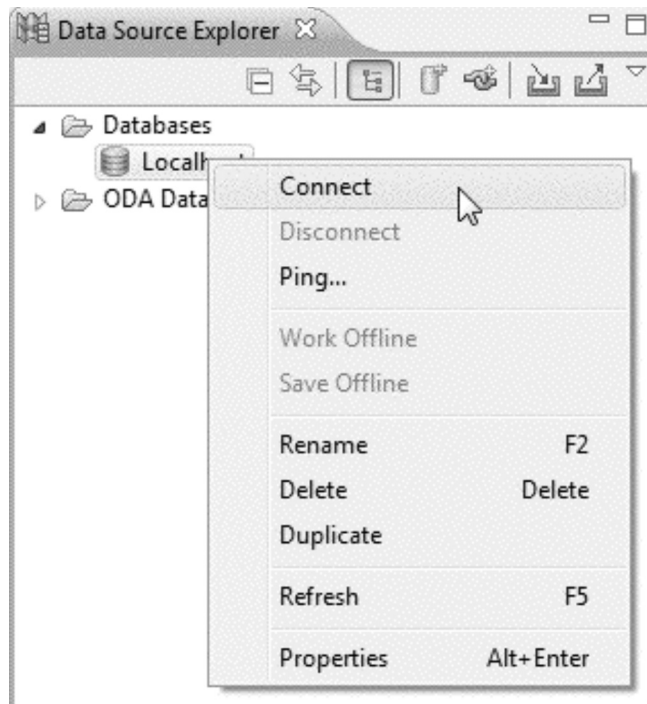 Data Source Explorer
Databases
Connect
ODA Data
Disconnect
Ping...
Work Offline
Save Offline
Rename F2
Delete Delete
Duplicate
Refresh F5
Properties Alt+Enter